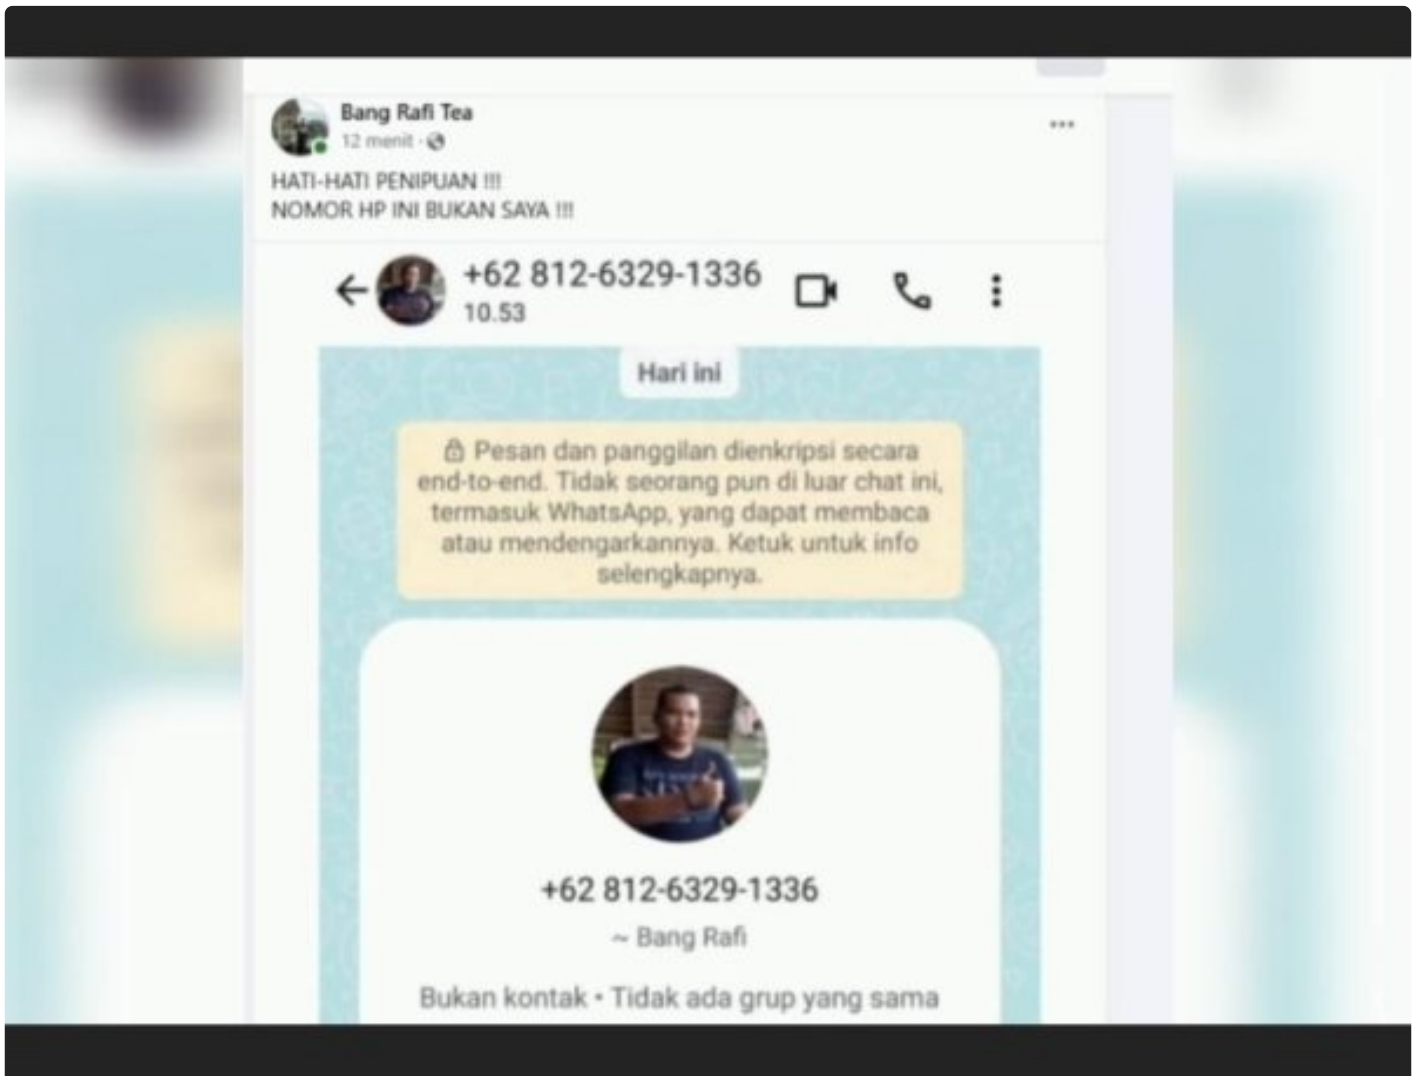 Bang Rafi Tea
12 menit ·
HATI-HATI PENIPUAN !!!
NOMOR HP INI BUKAN SAYA !!!
+62 812-6329-1336
10.53
Hari ini
Pesan dan panggilan dienkripsi secara
end-to-end. Tidak seorang pun di luar chat ini,
termasuk WhatsApp, yang dapat membaca
atau mendengarkannya. Ketuk untuk info
selengkapnya.
+62 812-6329-1336
~ Bang Rafi
Bukan kontak • Tidak ada grup yang sama